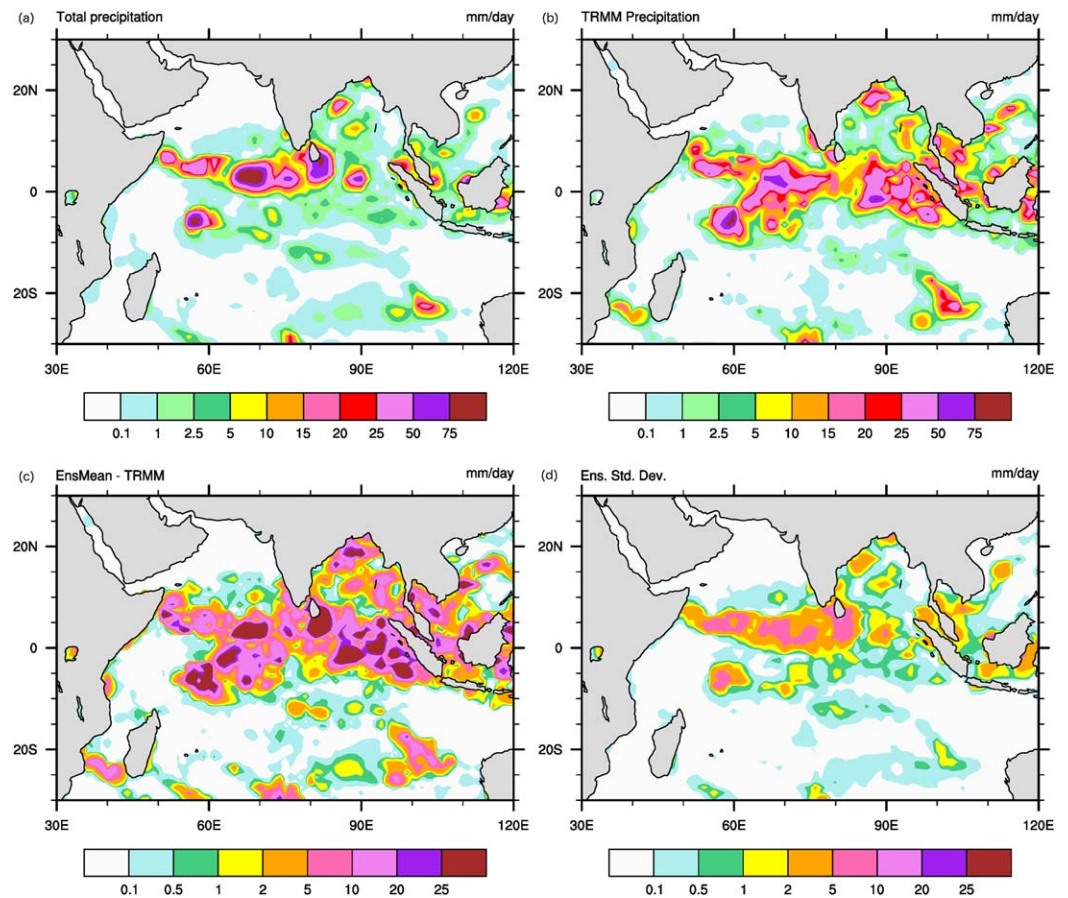 (a) Total precipitation mm/day
20N
0
20S
30E 60E 90E 120E
0.1 1 2.5 5 10 15 20 25 50 75
(b) TRMM Precipitation mm/day
20N
0
20S
30E 60E 90E 120E
0.1 1 2.5 5 10 15 20 25 50 75
(c) EnsMean - TRMM mm/day
20N
0
20S
30E 60E 90E 120E
0.1 0.5 1 2 5 10 20 25
(d) Ens. Std. Dev. mm/day
20N
0
20S
30E 60E 90E 120E
0.1 0.5 1 2 5 10 20 25